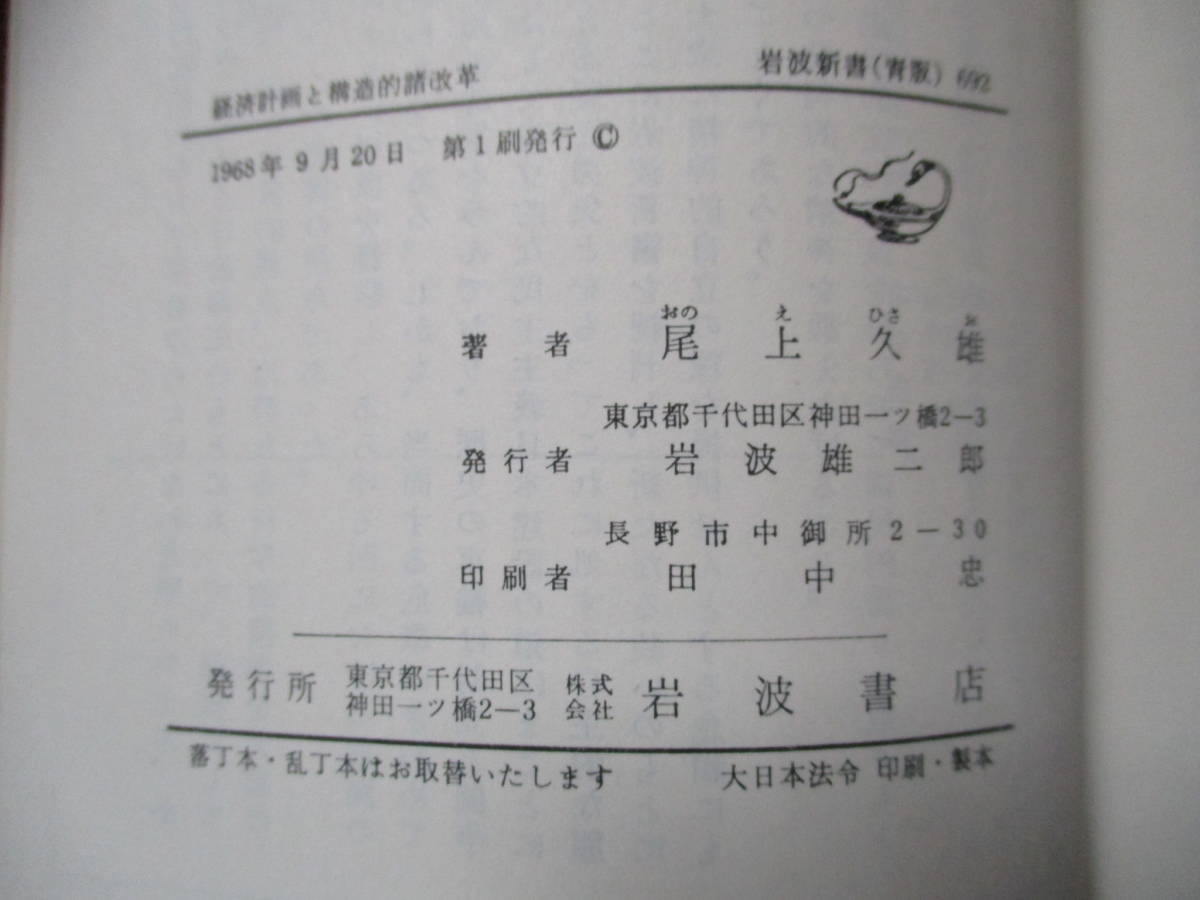 経済計画と構造的諸改革　岩波新書(青版) 692
1968年9月20日　第1刷発行 ©
おの　え　ひさ　お
著者　尾上久雄
東京都千代田区神田一ッ橋2-3
発行者　岩波雄二郎
長野市中御所2-30
印刷者　田中忠
発行所　東京都千代田区　株式　岩波書店
神田一ッ橋2-3　会社
落丁本・乱丁本はお取替いたします　大日本法令　印刷・製本